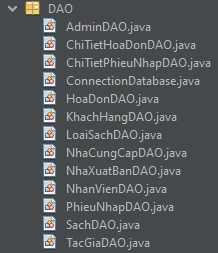 DAO
AdminDAO.java
ChiTietHoaDonDAO.java
ChiTietPhieuNhapDAO.java
ConnectionDatabase.java
HoaDonDAO.java
KhachHangDAO.java
LoaiSachDAO.java
NhaCungCapDAO.java
NhaXuatBanDAO.java
NhanVienDAO.java
PhieuNhapDAO.java
SachDAO.java
TacGiaDAO.java